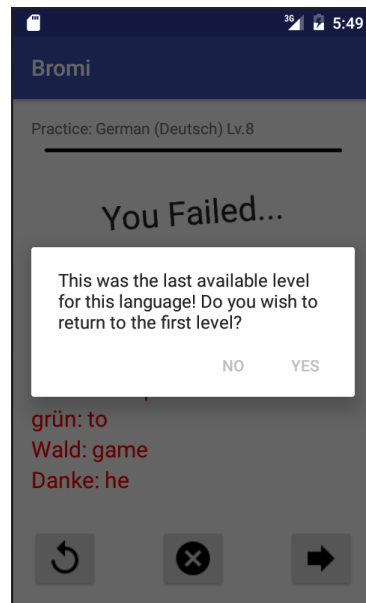 3G 5:49
Bromi
Practice: German (Deutsch) Lv.8
You Failed...
This was the last available level
for this language! Do you wish to
return to the first level?
NO YES
grün: to
Wald: game
Danke: he